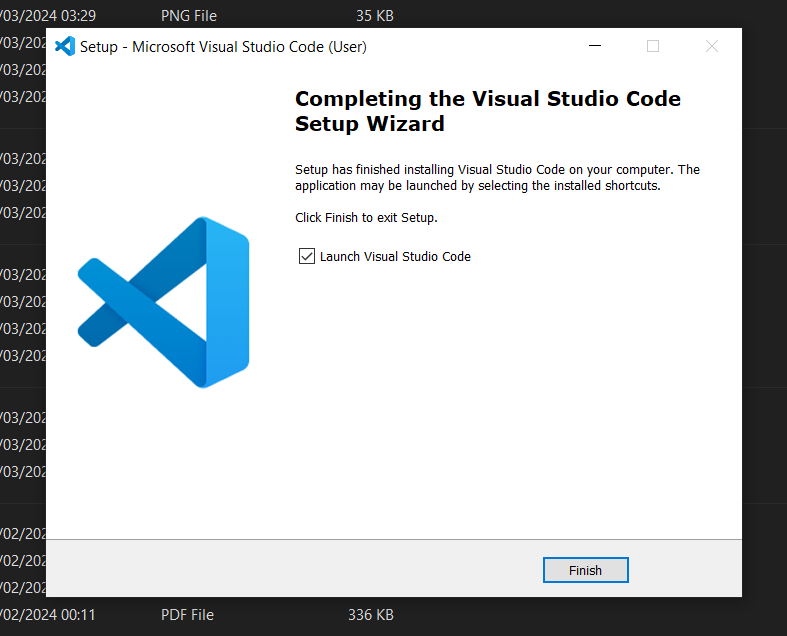 /03/2024 03:29 PNG File 35 KB
/03/202
Setup - Microsoft Visual Studio Code (User)
/03/202
/03/202
Completing the Visual Studio Code
Setup Wizard
/03/202
Setup has finished installing Visual Studio Code on your computer. The
/03/202
application may be launched by selecting the installed shortcuts.
/03/202
Click Finish to exit Setup.
Launch Visual Studio Code
/03/202
/03/202
/03/202
/03/202
/03/202
/03/202
/03/202
/02/202
/02/202
Finish
/02/202
/02/2024 00:11 PDF File 336 KB